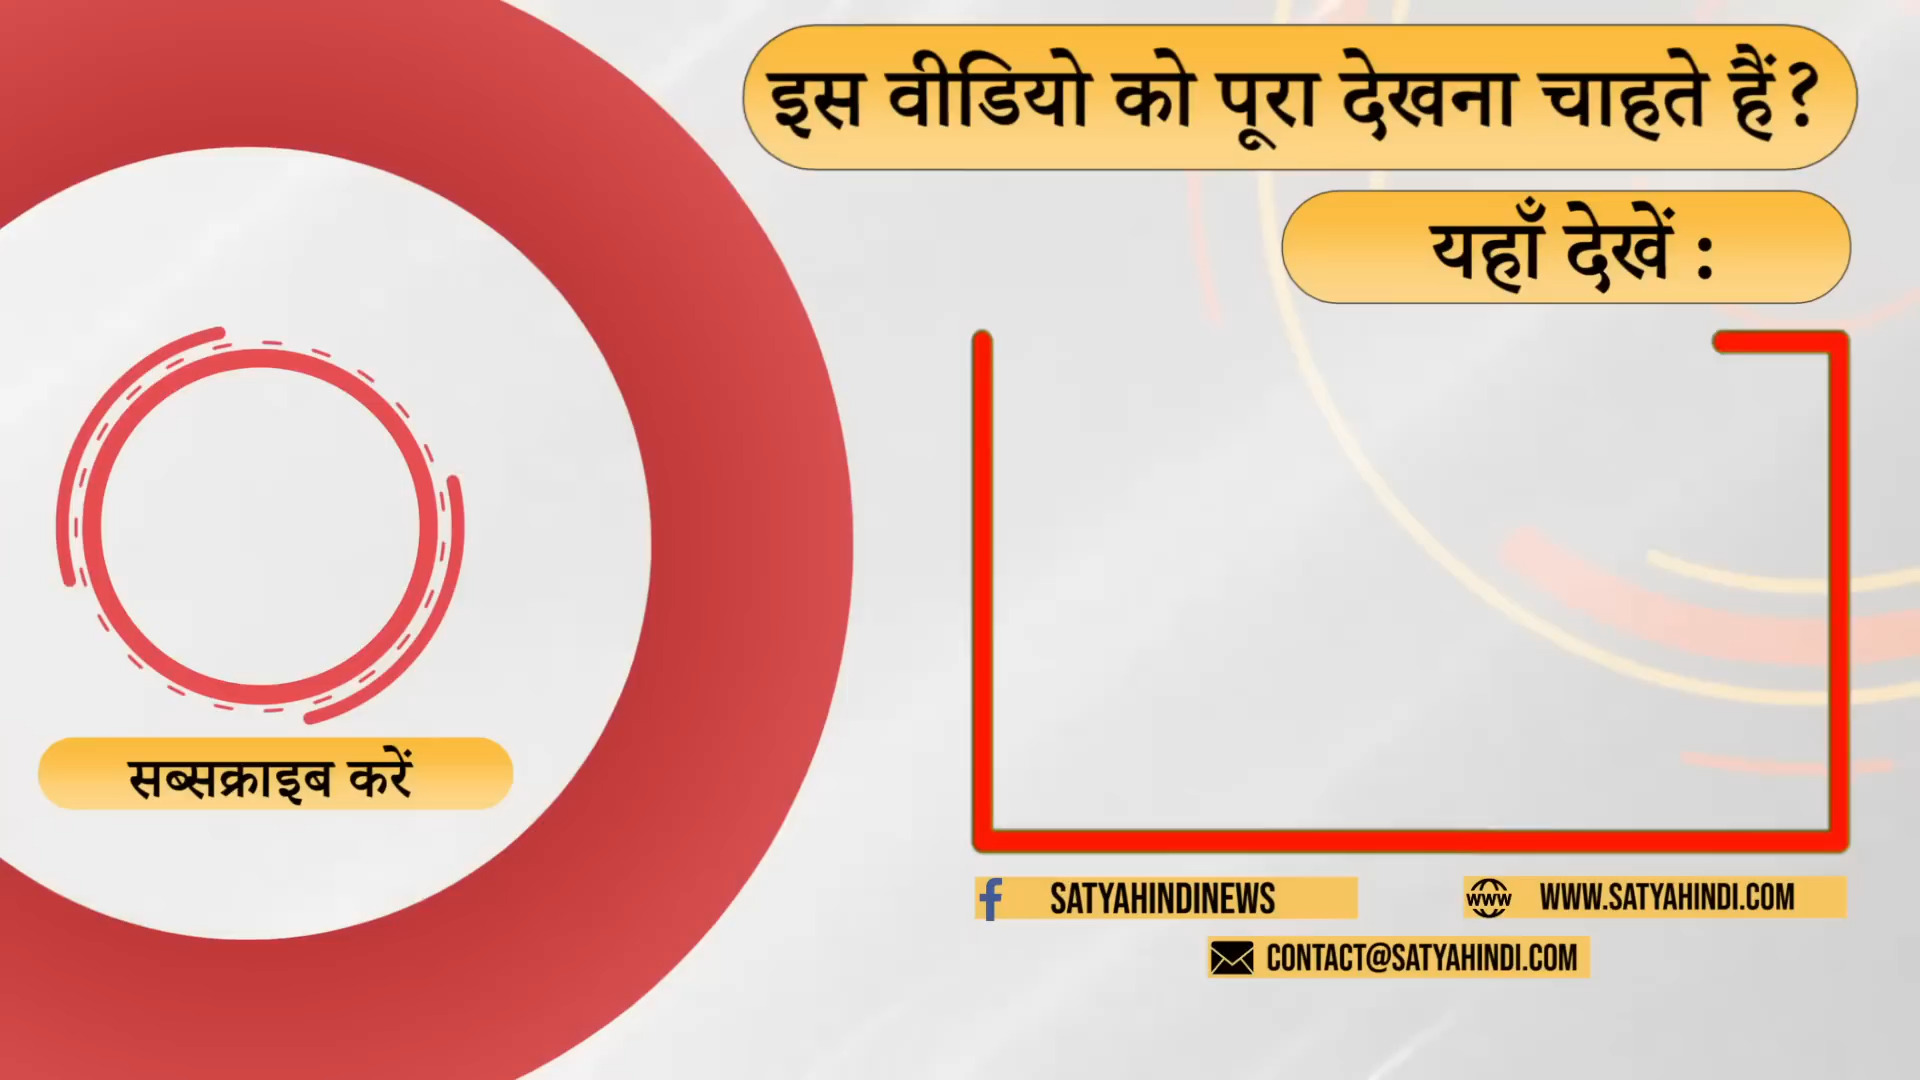 इस वीडियो को पूरा देखना चाहते हैं?
यहाँ देखें :
सब्सक्राइब करें
SATYAHINDINEWS
WWW.SATYAHINDI.COM
CONTACT@SATYAHINDI.COM